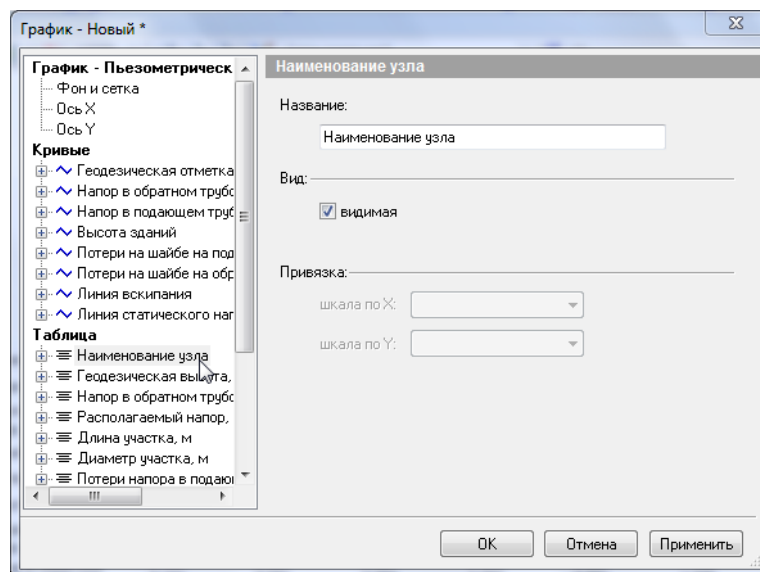 График - Новый *
График - Пьезометрическ
Фон и сетка
Ось X
Ось Y
Кривые
Геодезическая отметка
Напор в обратном трубо
Напор в подающем труб
Высота зданий
Потери на шайбе на под
Потери на шайбе на обр
Линия вскипания
Линия статического нап
Таблица
Наименование узла
Геодезическая высота,
Напор в обратном трубо
Располагаемый напор,
Длина участка, м
Диаметр участка, м
Потери напора в подаю
Наименование узла
Название:
Наименование узла
Вид:
видимая
Привязка:
шкала по X:
шкала по Y:
OK
Отмена
Применить